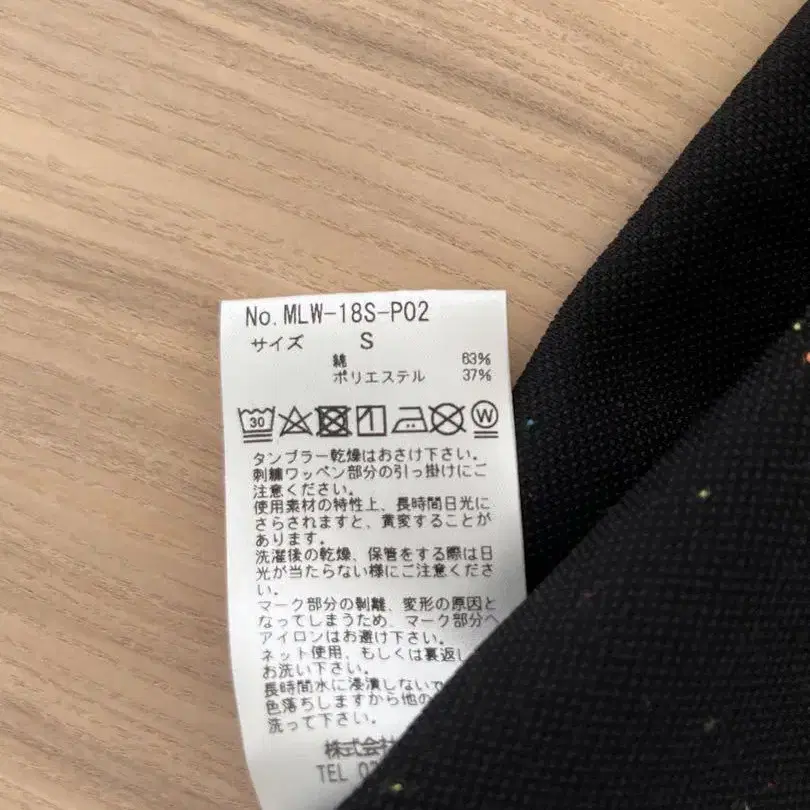 No.MLW-18S-P02
サイズ S
綿 63%
ポリエステル 37%
30 W
タンブラー乾燥はおさけ下さい。
刺繍ワッペン部分の引っ掛けにご
注意ください。
使用素材の特性上、長時間日光に
さらされますと、黄変することが
あります。
洗濯後の乾燥、保管をする際は日
光が当たらない様にご注意くださ
い。
マーク部分の剥離、変形の原因と
なってしまうため、マーク部分へ
アイロンはお避け下さい。
ネット使用、もしくは裏返し
お洗い下さい。
長時間水に浸漬しないで
色落ちしますから他の
洗って下さい。
株式会社
TEL